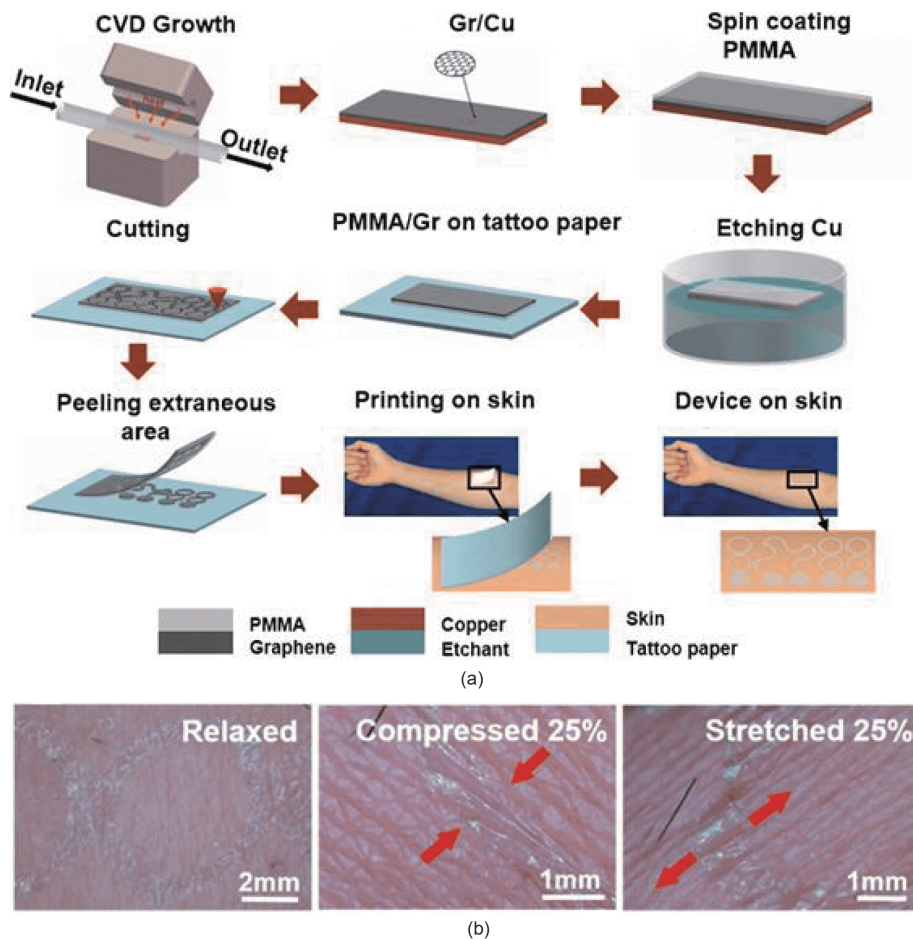 CVD Growth
Gr/Cu
Spin coating
PMMA
Inlet
Heat
Outlet
Cutting
PMMA/Gr on tattoo paper
Etching Cu
Peeling extraneous
area
Printing on skin
Device on skin
PMMA
Graphene
Copper
Etchant
Skin
Tattoo paper
(a)
Relaxed
2mm
Compressed 25%
1mm
Stretched 25%
1mm
(b)